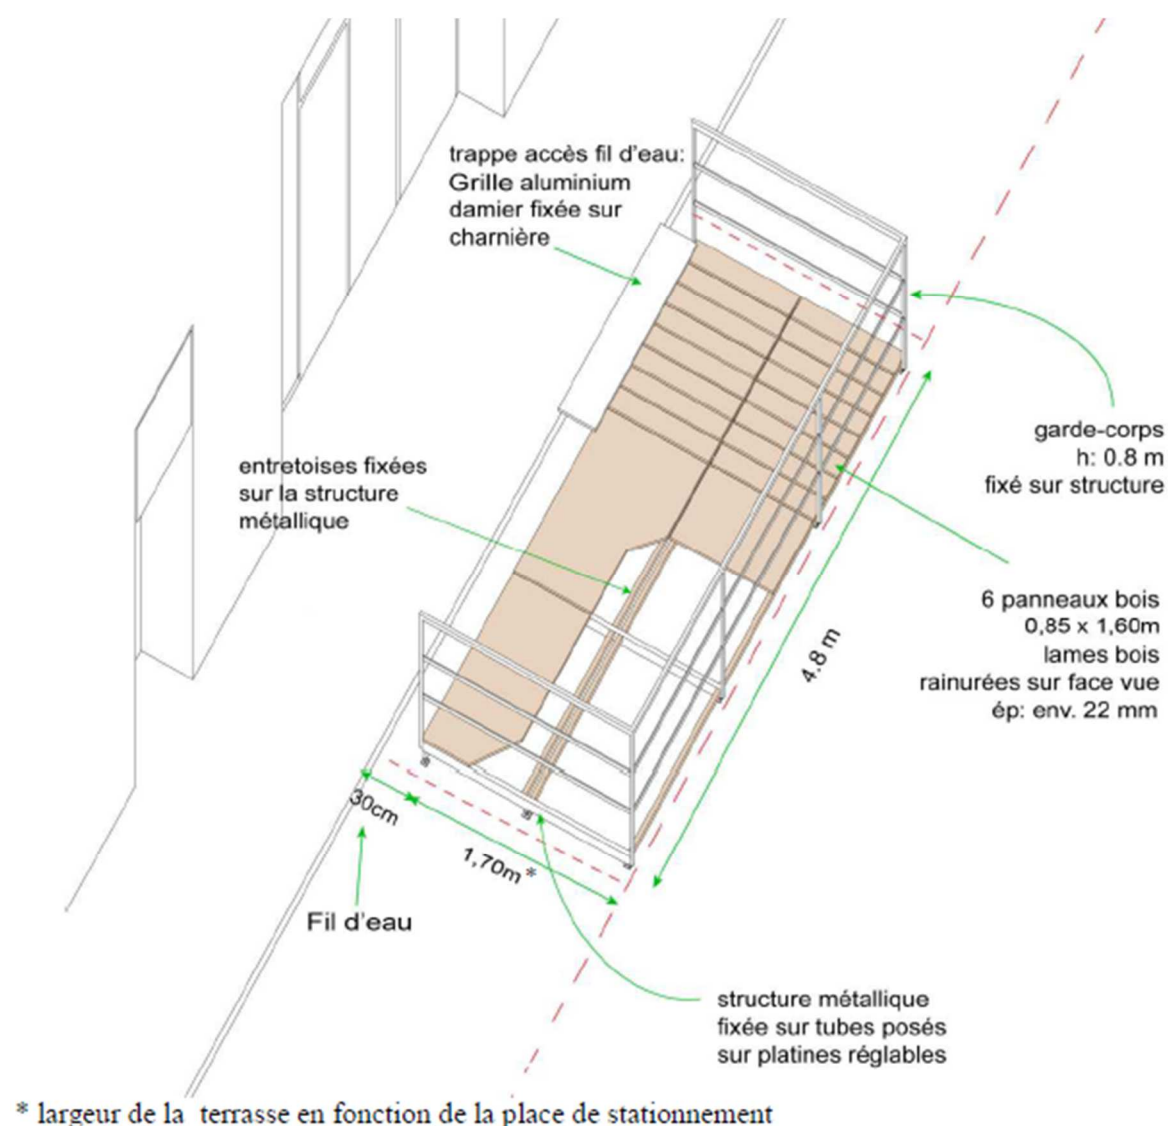 trappe accès fil d'eau:
Grille aluminium
damier fixée sur
charnière
garde-corps
h: 0.8 m
fixé sur structure
entretoises fixées
sur la structure
métallique
6 panneaux bois
0,85 x 1,60m
lames bois
rainurées sur face vue
ép: env. 22 mm
4.8 m
30cm
1,70m *
Fil d'eau
structure métallique
fixée sur tubes posés
sur platines réglables
* largeur de la terrasse en fonction de la place de stationnement